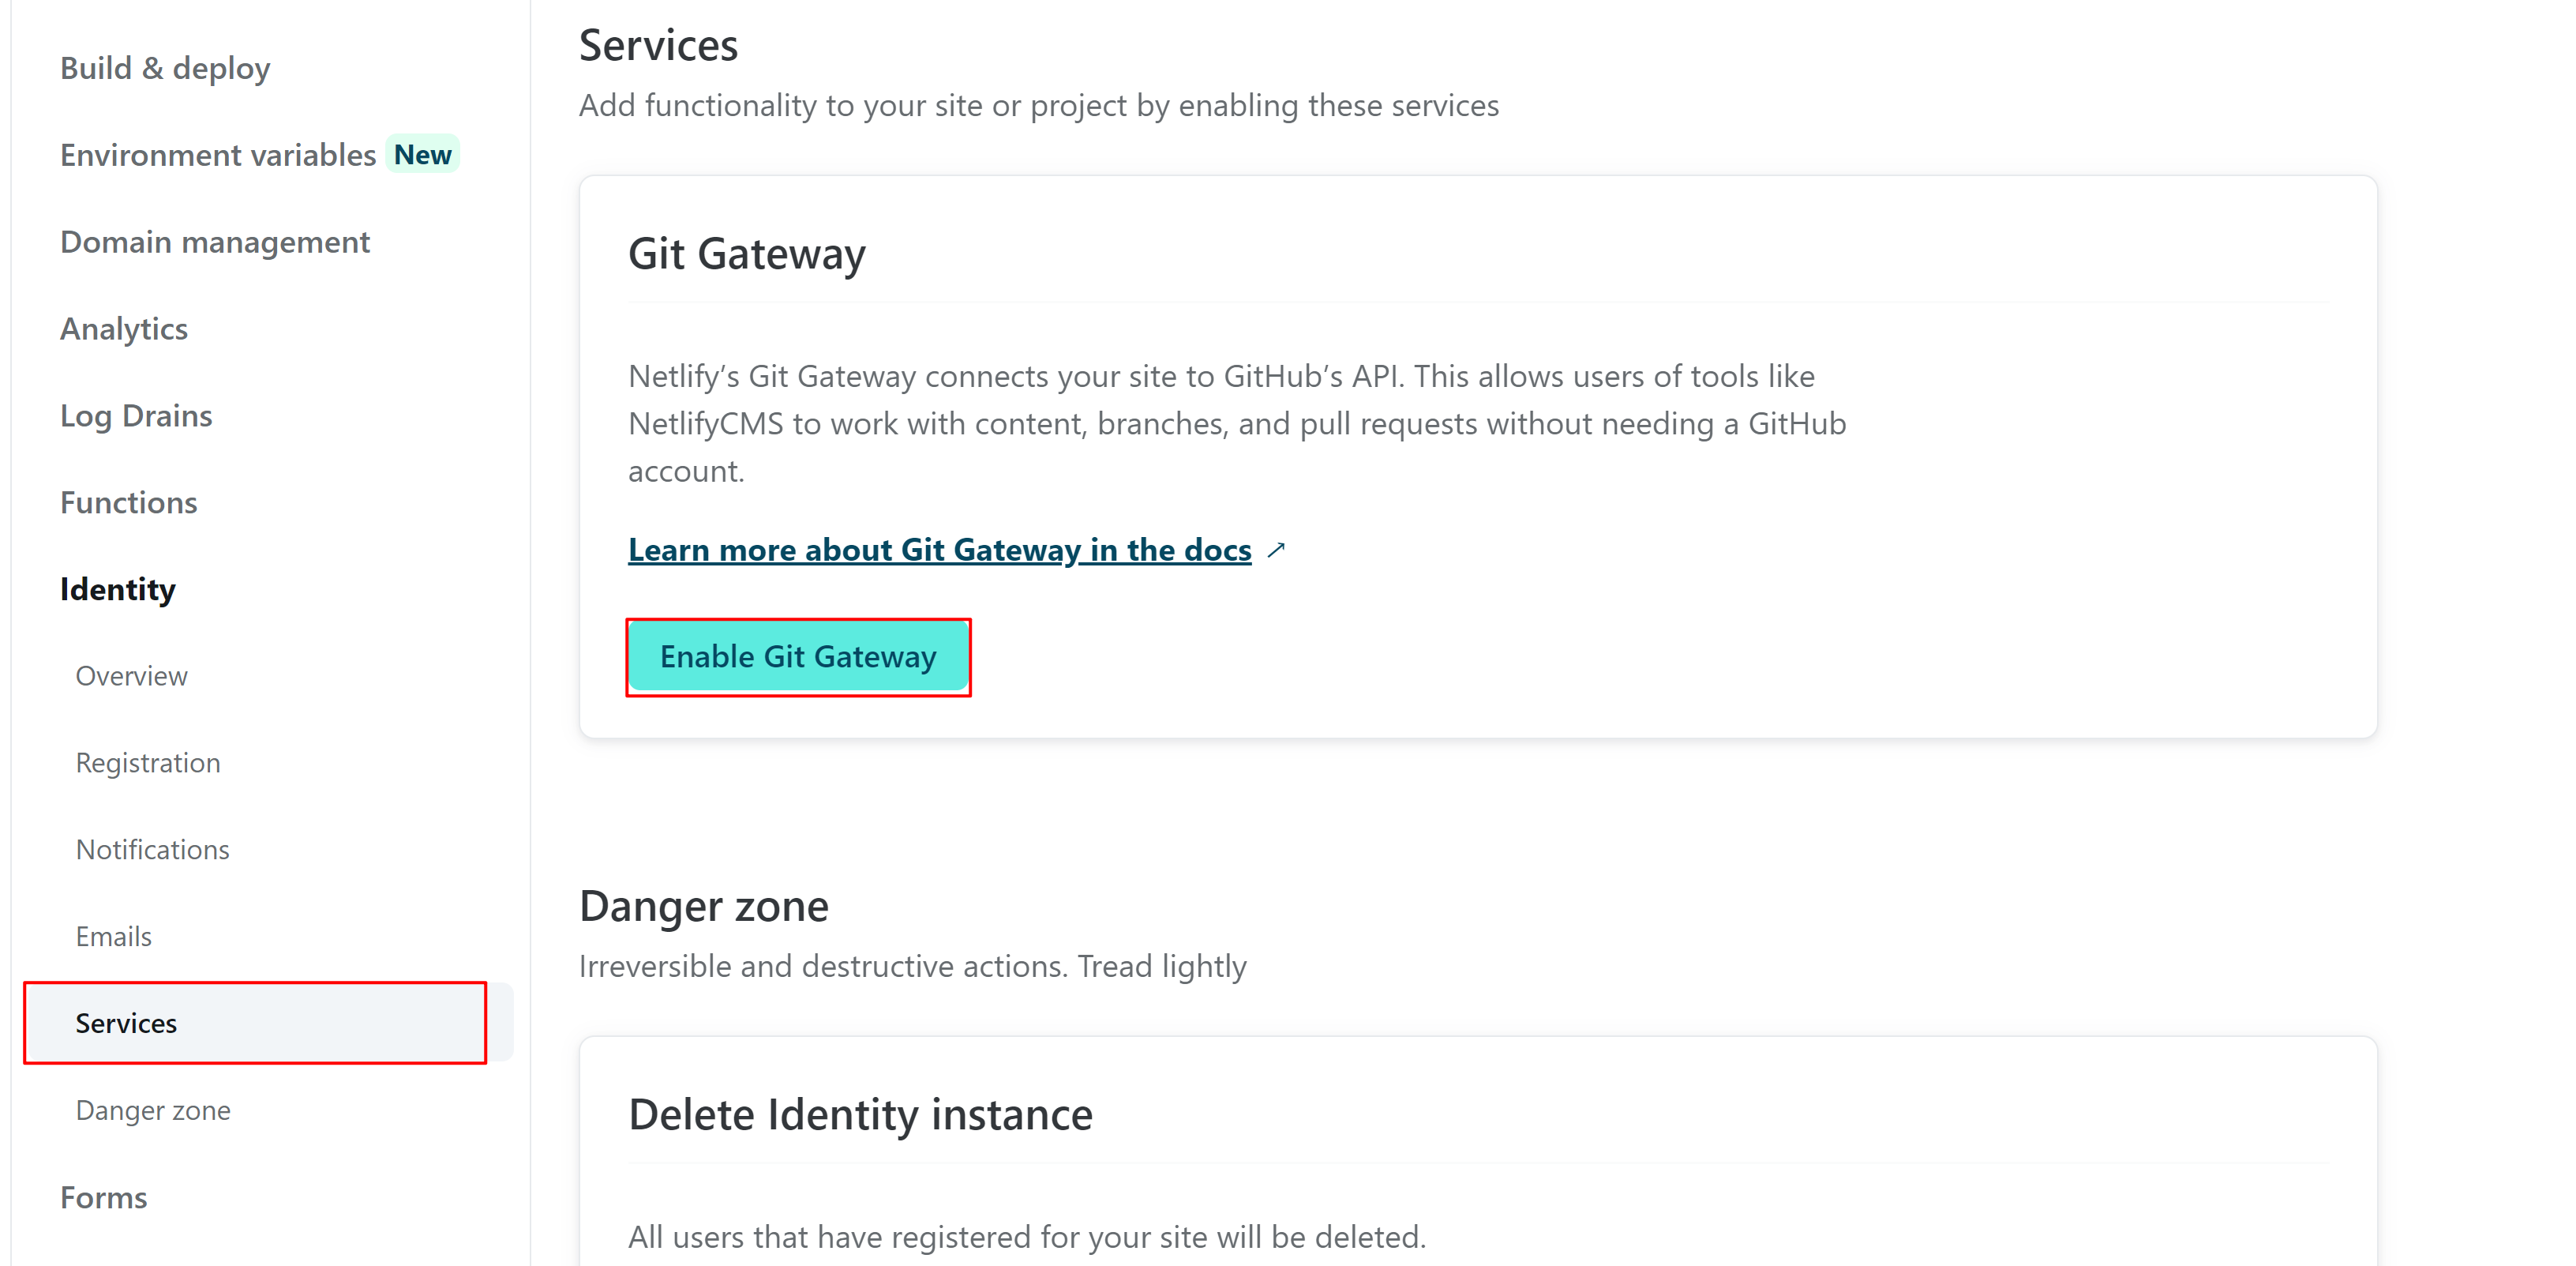 Build & deploy
Environment variables New
Domain management
Analytics
Log Drains
Functions
Identity
Overview
Registration
Notifications
Emails
Services
Danger zone
Forms
Services
Add functionality to your site or project by enabling these services
Git Gateway
Netlify’s Git Gateway connects your site to GitHub’s API. This allows users of tools like
NetlifyCMS to work with content, branches, and pull requests without needing a GitHub
account.
Learn more about Git Gateway in the docs ↗
Enable Git Gateway
Danger zone
Irreversible and destructive actions. Tread lightly
Delete Identity instance
All users that have registered for your site will be deleted.